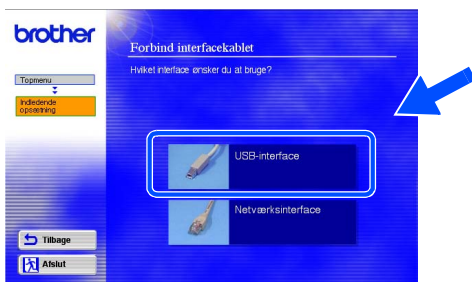 brother
Forbind interfacekablet
Hvilket interface ønsker du at bruge?
Topmenu
Indledende
opsætning
USB-interface
Netværksinterface
Tilbage
Afslut